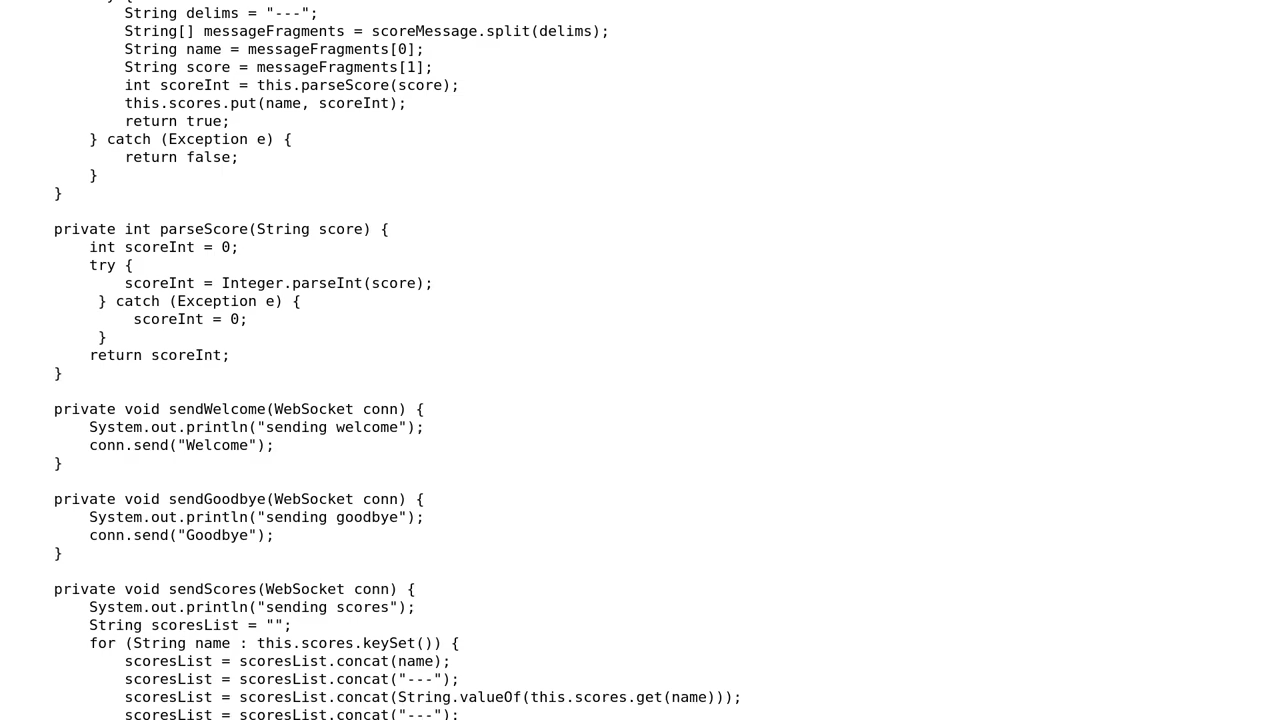 String delims = "---";
String[] messageFragments = scoreMessage.split(delims);
String name = messageFragments[0];
String score = messageFragments[1];
int scoreInt = this.parseScore(score);
this.scores.put(name, scoreInt);
return true;
} catch (Exception e) {
return false;
}
}
private int parseScore(String score) {
int scoreInt = 0;
try {
scoreInt = Integer.parseInt(score);
} catch (Exception e) {
scoreInt = 0;
}
return scoreInt;
}
private void sendWelcome(WebSocket conn) {
System.out.println("sending welcome");
conn.send("Welcome");
}
private void sendGoodbye(WebSocket conn) {
System.out.println("sending goodbye");
conn.send("Goodbye");
}
private void sendScores(WebSocket conn) {
System.out.println("sending scores");
String scoresList = "";
for (String name : this.scores.keySet()) {
scoresList = scoresList.concat(name);
scoresList = scoresList.concat("---");
scoresList = scoresList.concat(String.valueOf(this.scores.get(name)));
scoresList = scoresList.concat("---");